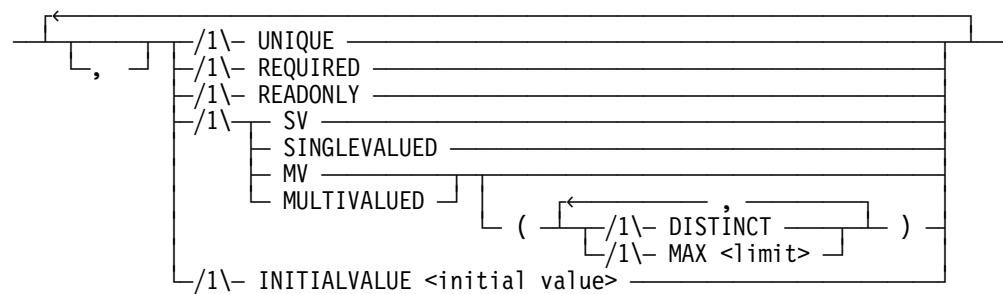 , /1\ UNIQUE
/1\ REQUIRED
/1\ READONLY
/1\ SV
SINGLEVALUED
MV
MULTIVALUED
,
( /1\ DISTINCT )
/1\ MAX <limit>
/1\ INITIALVALUE <initial value>